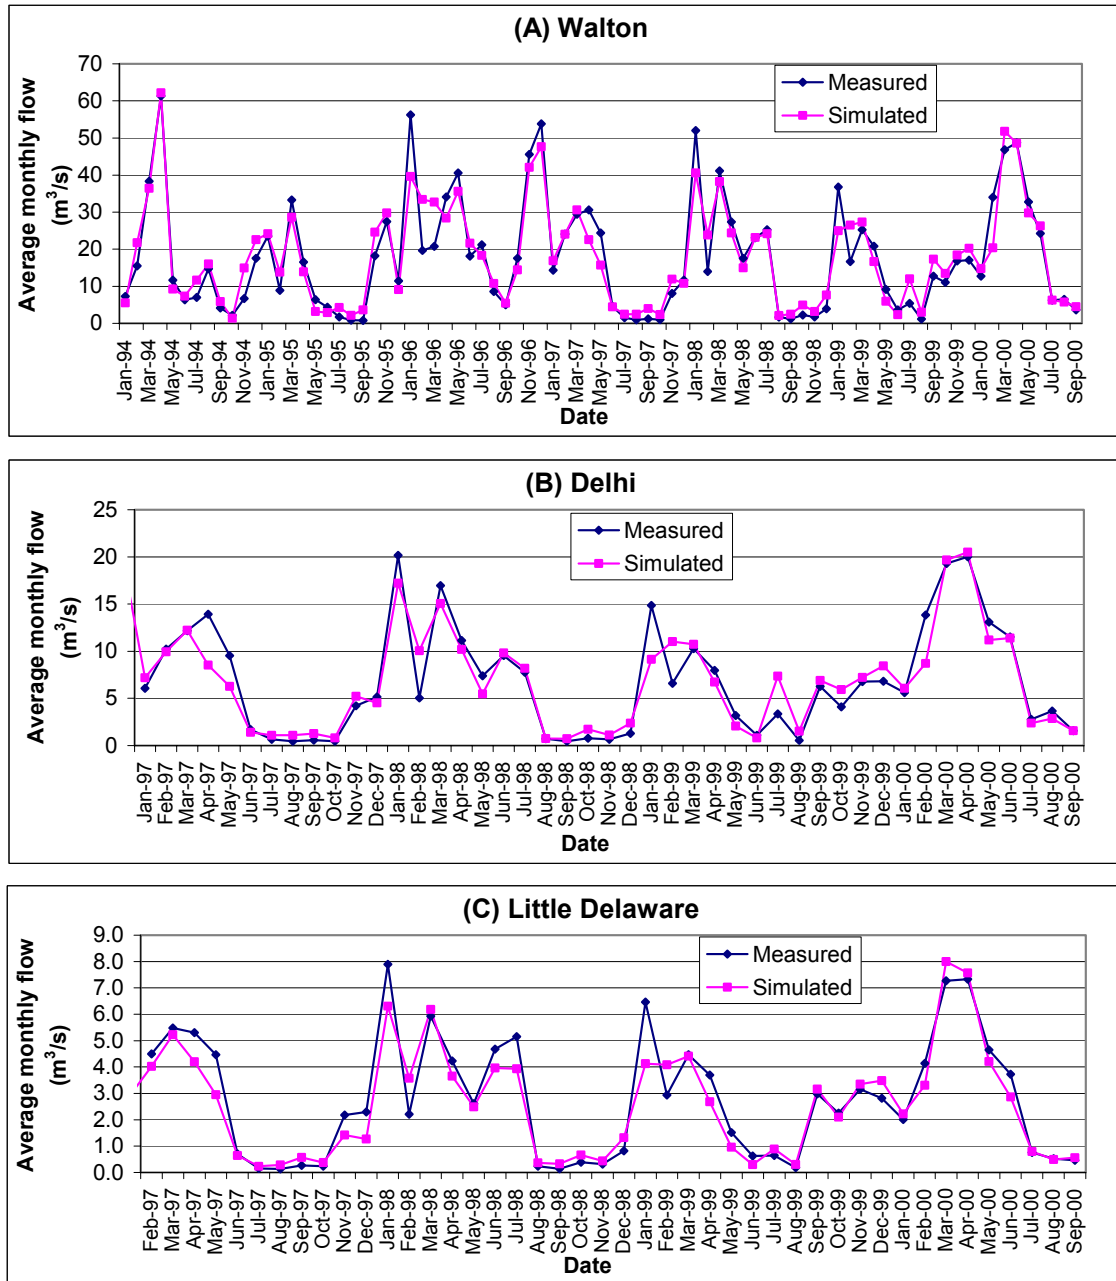 (A) Walton
Average monthly flow
(m³/s)
70
60
50
40
30
20
10
0
Measured
Simulated
Jan-94
Mar-94
May-94
Jul-94
Sep-94
Nov-94
Jan-95
Mar-95
May-95
Jul-95
Sep-95
Nov-95
Jan-96
Mar-96
May-96
Jul-96
Sep-96
Nov-96
Jan-97
Mar-97
May-97
Jul-97
Sep-97
Nov-97
Jan-98
Mar-98
May-98
Jul-98
Sep-98
Nov-98
Jan-99
Mar-99
May-99
Jul-99
Sep-99
Nov-99
Jan-00
Mar-00
May-00
Jul-00
Sep-00
Date
(B) Delhi
Average monthly flow
(m³/s)
25
20
15
10
5
0
Measured
Simulated
Jan-97
Feb-97
Mar-97
Apr-97
May-97
Jun-97
Jul-97
Aug-97
Sep-97
Oct-97
Nov-97
Dec-97
Jan-98
Feb-98
Mar-98
Apr-98
May-98
Jun-98
Jul-98
Aug-98
Sep-98
Oct-98
Nov-98
Dec-98
Jan-99
Feb-99
Mar-99
Apr-99
May-99
Jun-99
Jul-99
Aug-99
Sep-99
Oct-99
Nov-99
Dec-99
Jan-00
Feb-00
Mar-00
Apr-00
May-00
Jun-00
Jul-00
Aug-00
Sep-00
Date
(C) Little Delaware
Average monthly flow
(m³/s)
9.0
8.0
7.0
6.0
5.0
4.0
3.0
2.0
1.0
0.0
Measured
Simulated
Feb-97
Mar-97
Apr-97
May-97
Jun-97
Jul-97
Aug-97
Sep-97
Oct-97
Nov-97
Dec-97
Jan-98
Feb-98
Mar-98
Apr-98
May-98
Jun-98
Jul-98
Aug-98
Sep-98
Oct-98
Nov-98
Dec-98
Jan-99
Feb-99
Mar-99
Apr-99
May-99
Jun-99
Jul-99
Aug-99
Sep-99
Oct-99
Nov-99
Dec-99
Jan-00
Feb-00
Mar-00
Apr-00
May-00
Jun-00
Jul-00
Aug-00
Sep-00
Date